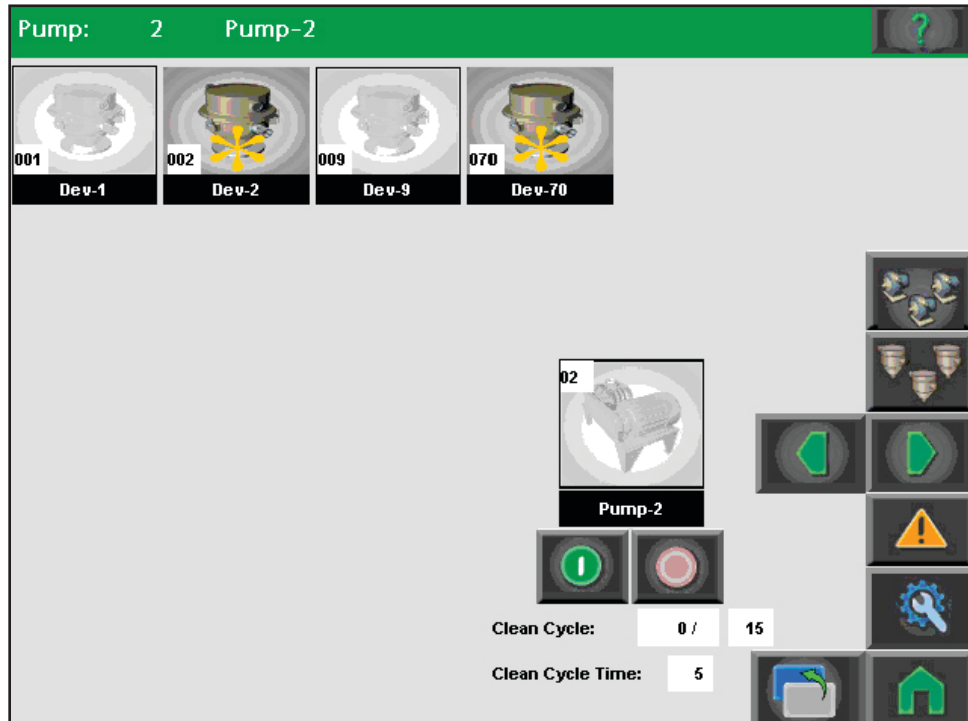 Pump: 2 Pump-2
?
001 002 009 070
Dev-1 Dev-2 Dev-9 Dev-70
02
Pump-2
Clean Cycle: 0 / 15
Clean Cycle Time: 5